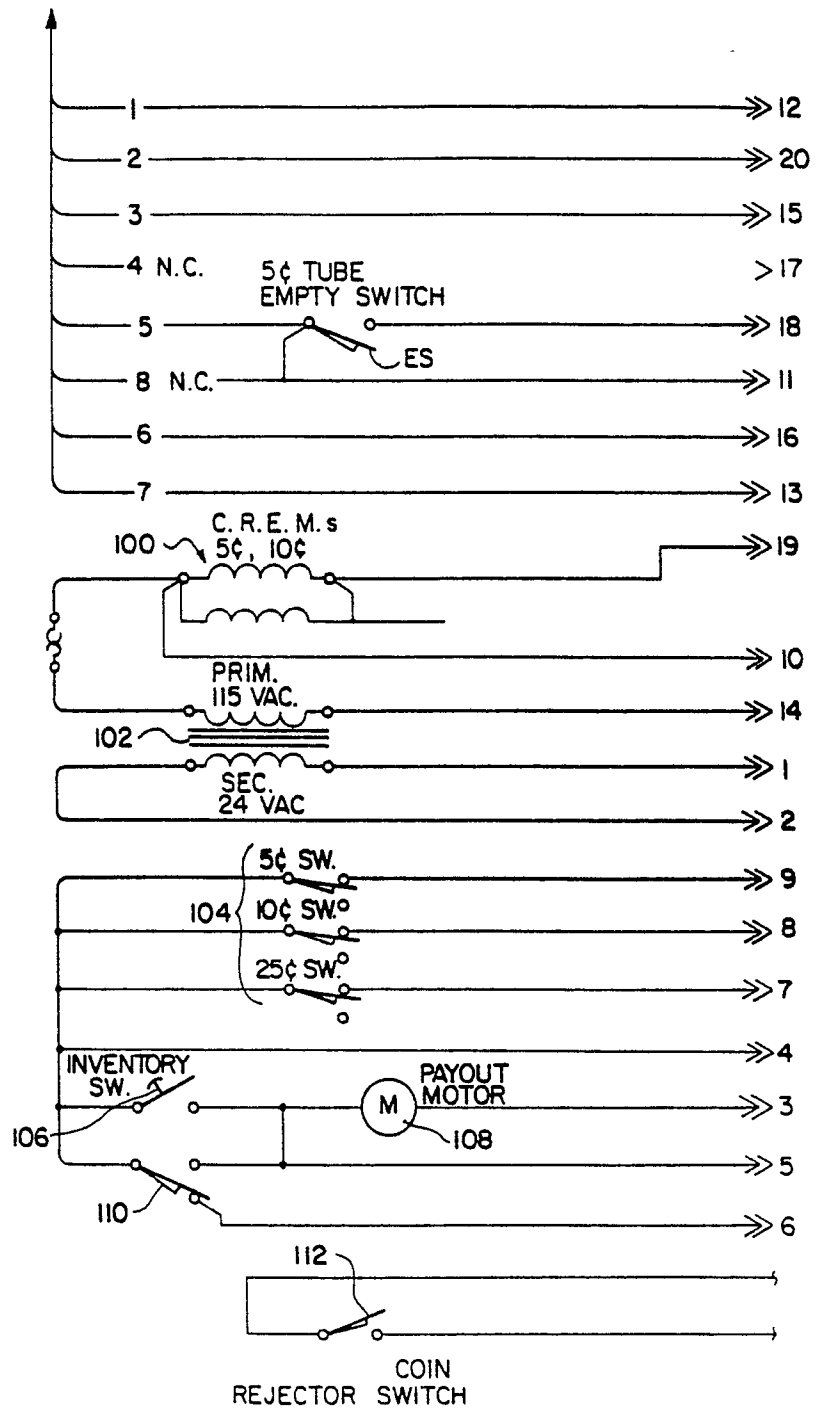 1 12
2 20
3 15
4 N.C. 17
5¢ TUBE
EMPTY SWITCH
5 18
ES
8 N.C. 11
6 16
7 13
C. R. E. M. s
100 5¢, 10¢ 19
10
PRIM.
115 VAC. 14
102
1
SEC.
24 VAC 2
5¢ SW. 9
104 10¢ SW. 8
25¢ SW. 7
4
INVENTORY
SW.
PAYOUT
MOTOR
M 3
106 108
5
110 6
112
COIN
REJECTOR SWITCH